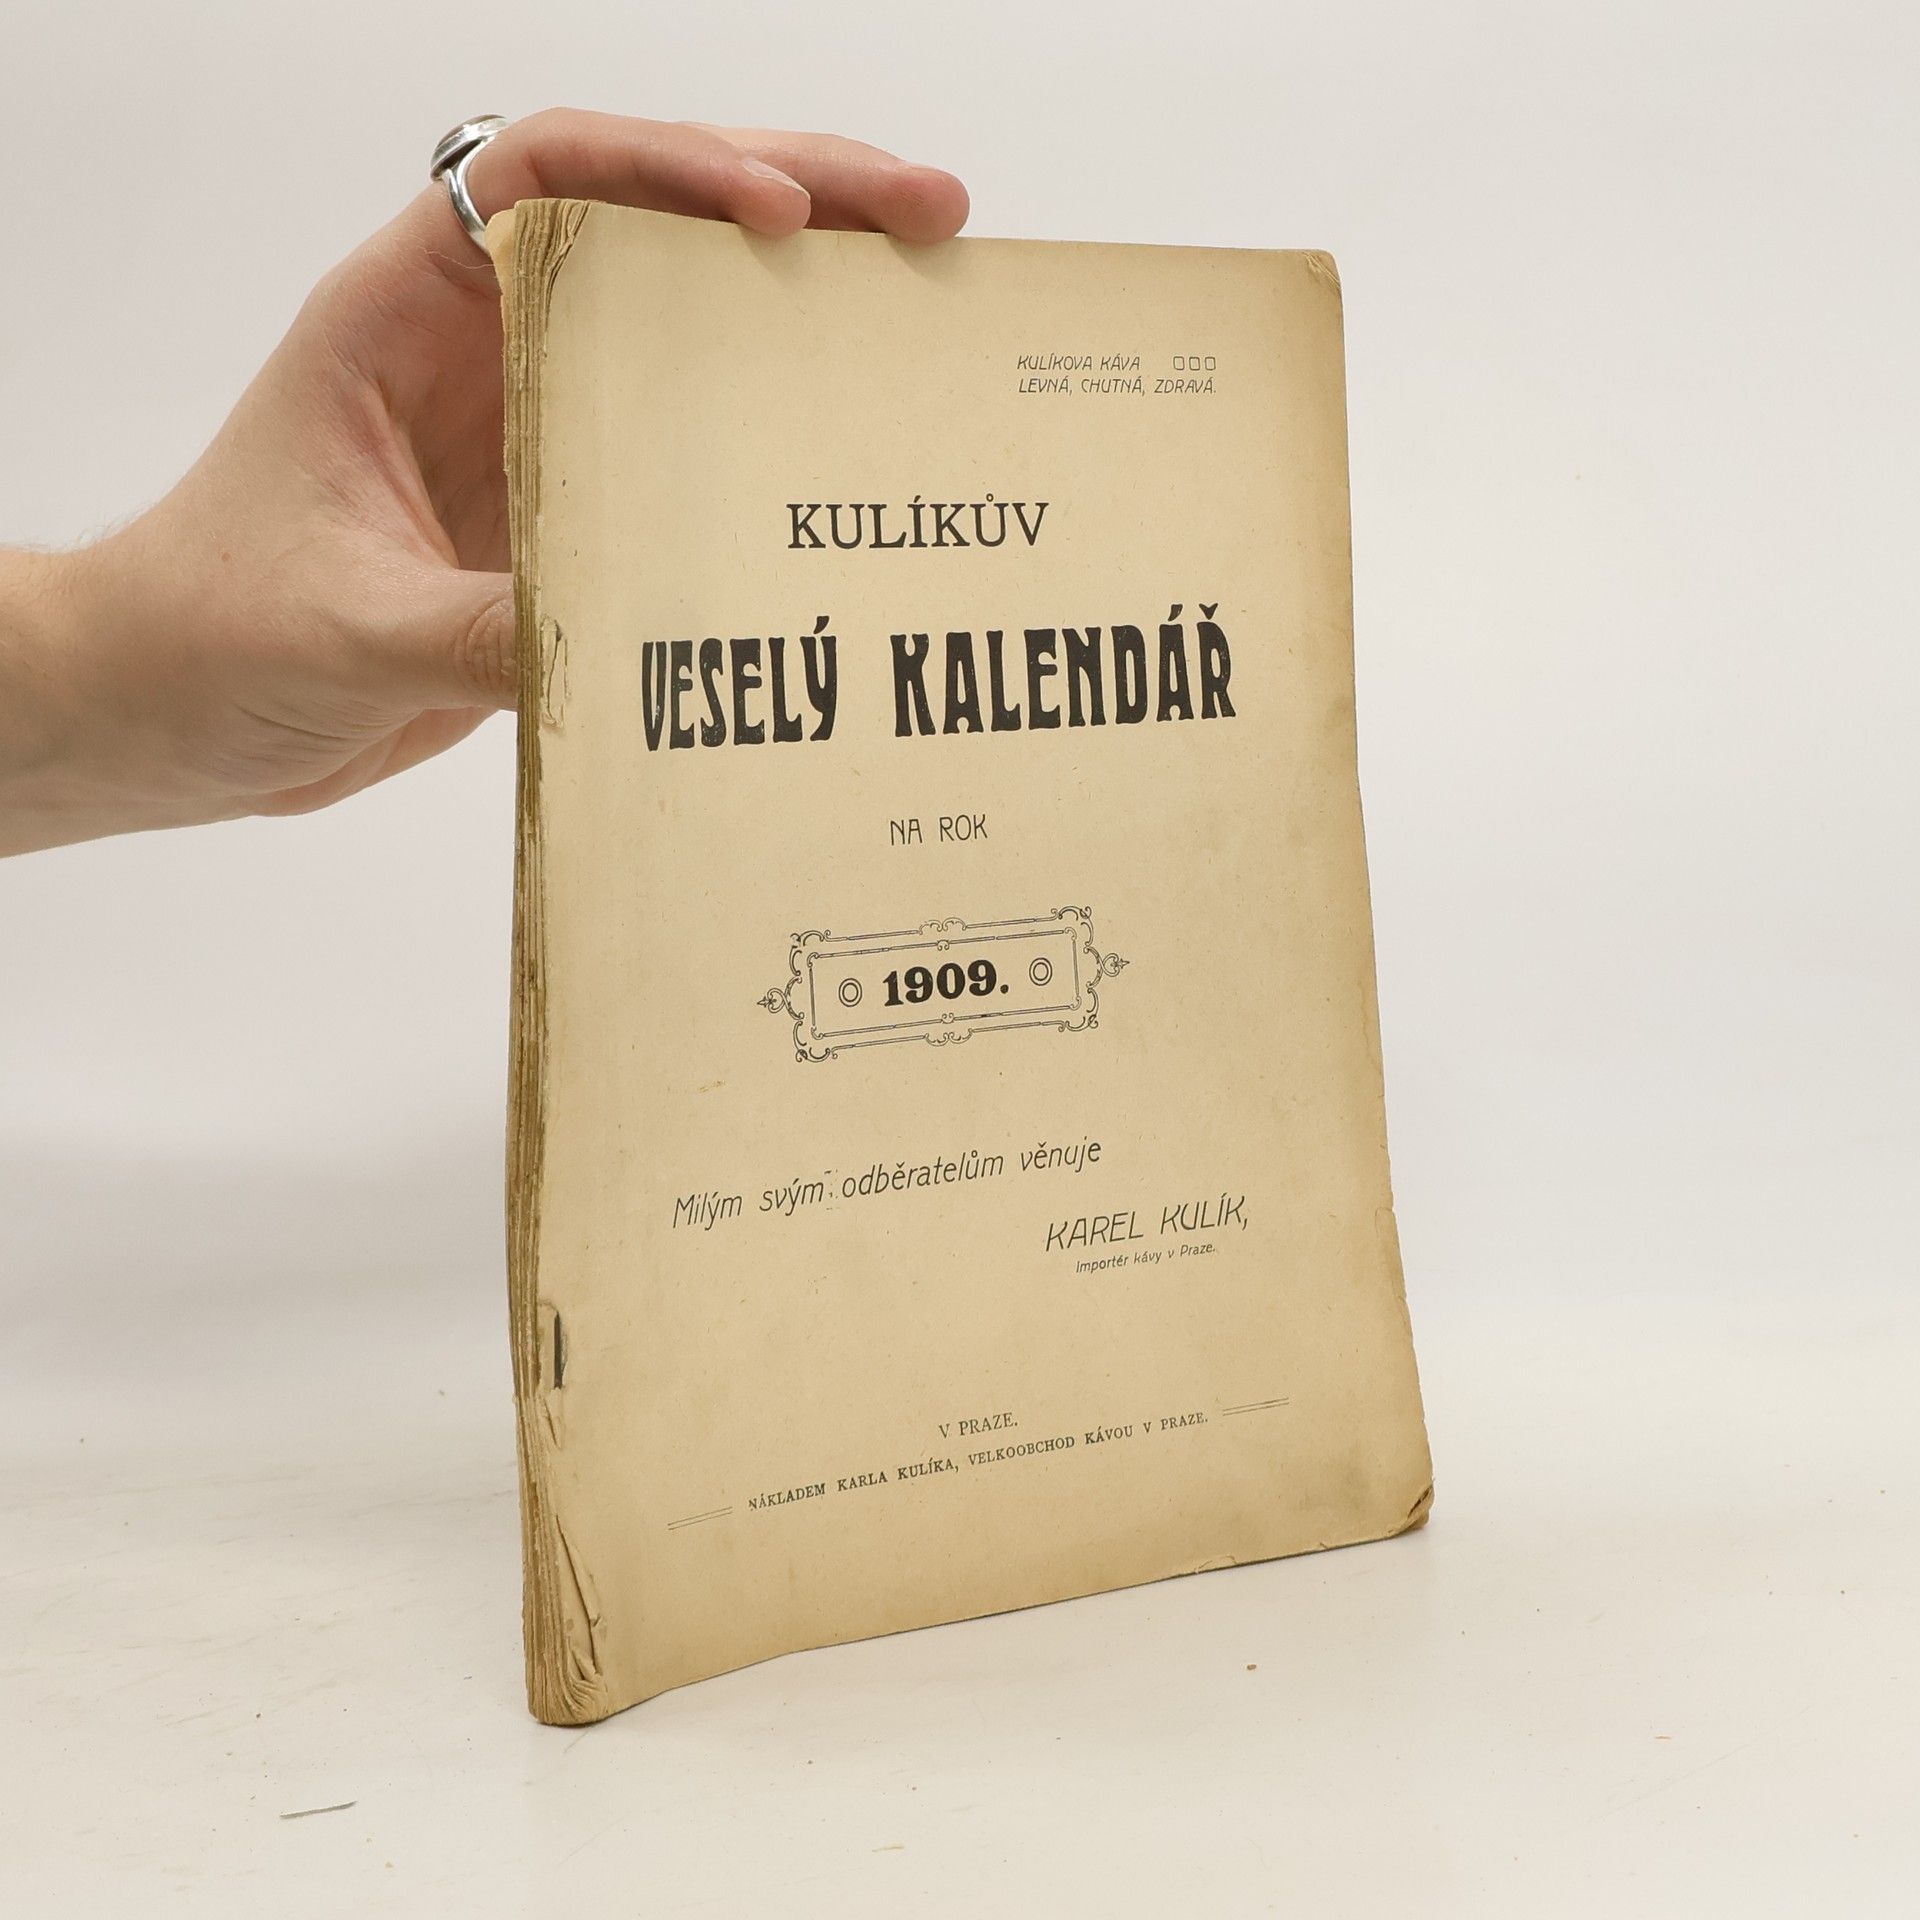 KULÍKOVA KÁVA
LEVNÁ, CHUTNÁ, ZDRAVÁ.
KULÍKŮV
VESELÝ KALENDÁŘ
NA ROK
1909.
Milým svým odběratelům věnuje
KAREL KULÍK,
Importér kávy v Praze.
V PRAZE.
NÁKLADEM KARLA KULÍKA, VELKOOBCHOD KÁVOU V PRAZE.